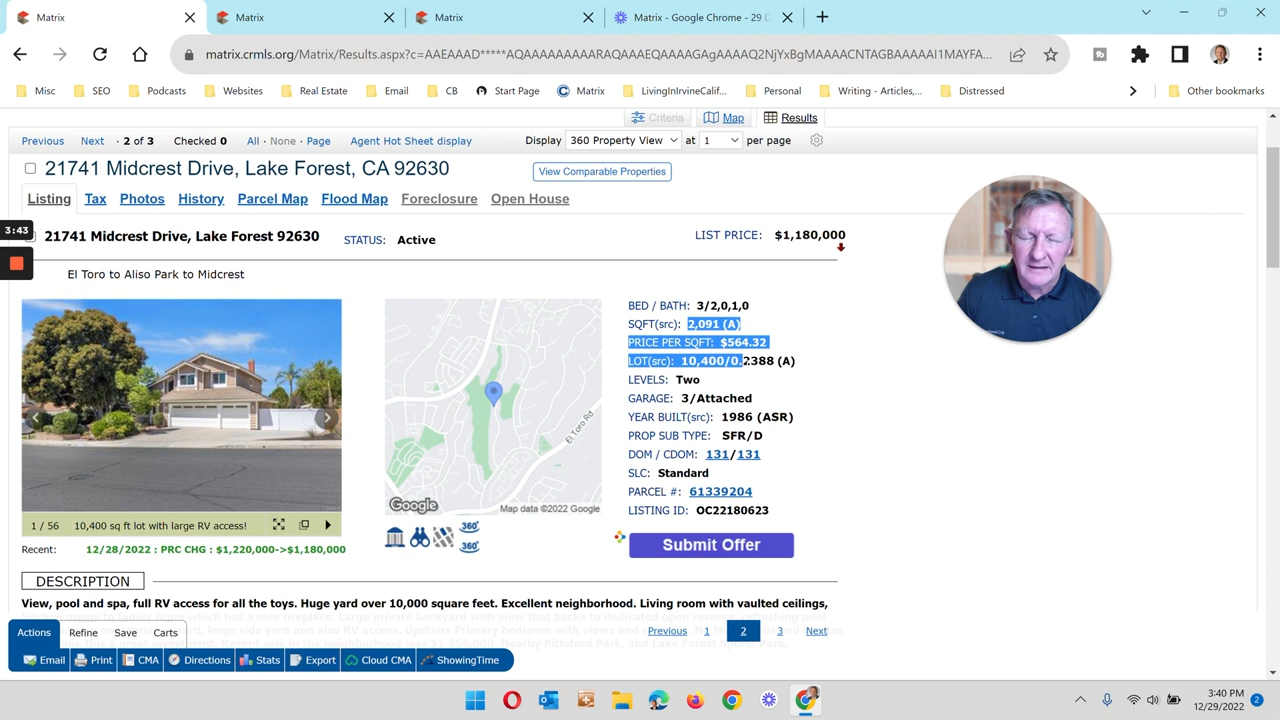 Matrix
Matrix
Matrix
Matrix - Google Chrome - 29 D
matrix.crmls.org/Matrix/Results.aspx?c=AAEAAAD*****AQAAAAAAAAARAQAAAEQAAAAGAgAAAAQ2NjYxBgMAAAACNTAGBAAAAAI1MAYFA...
Misc
SEO
Podcasts
Websites
Real Estate
Email
CB
Start Page
Matrix
LivingInIrvineCalif...
Personal
Writing - Articles,...
Distressed
Other bookmarks
Criteria Map Results
Previous Next · 2 of 3 Checked 0 All · None · Page Agent Hot Sheet display Display 360 Property View at 1 per page
21741 Midcrest Drive, Lake Forest, CA 92630
View Comparable Properties
Listing Tax Photos History Parcel Map Flood Map Foreclosure Open House
3:43
21741 Midcrest Drive, Lake Forest 92630 STATUS: Active LIST PRICE: $1,180,000
El Toro to Aliso Park to Midcrest
BED / BATH: 3/2,0,1,0
SQFT(src): 2,091 (A)
PRICE PER SQFT: $564.32
LOT(src): 10,400/0.2388 (A)
LEVELS: Two
GARAGE: 3/Attached
YEAR BUILT(src): 1986 (ASR)
PROP SUB TYPE: SFR/D
DOM / CDOM: 131/131
SLC: Standard
PARCEL #: 61339204
LISTING ID: OC22180623
El Toro Rd
Google
Map data ©2022 Google
1 / 56 10,400 sq ft lot with large RV access!
360°
360°
Submit Offer
Recent: 12/28/2022 : PRC CHG : $1,220,000->$1,180,000
DESCRIPTION
View, pool and spa, full RV access for all the toys. Huge yard over 10,000 square feet. Excellent neighborhood. Living room with vaulted ceilings,
Actions Refine Save Carts
Previous 1 2 3 Next
Email Print CMA Directions Stats Export Cloud CMA ShowingTime
3:40 PM
12/29/2022
2